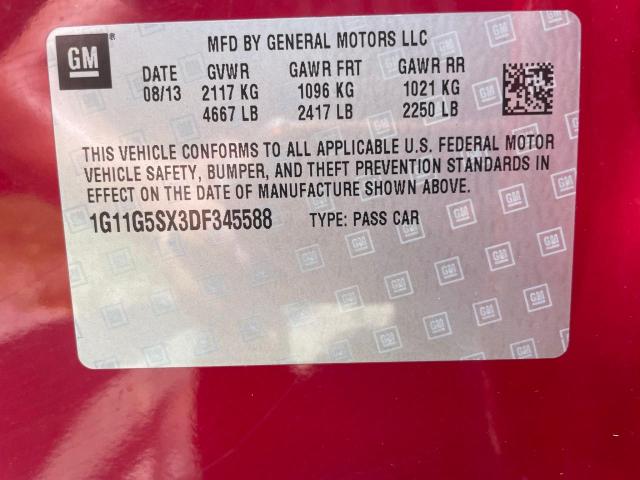 GM ® MFD BY GENERAL MOTORS LLC
DATE GVWR GAWR FRT GAWR RR
08/13 2117 KG 1096 KG 1021 KG
4667 LB 2417 LB 2250 LB
THIS VEHICLE CONFORMS TO ALL APPLICABLE U.S. FEDERAL MOTOR
VEHICLE SAFETY, BUMPER, AND THEFT PREVENTION STANDARDS IN
EFFECT ON THE DATE OF MANUFACTURE SHOWN ABOVE.
1G11G5SX3DF345588 TYPE: PASS CAR